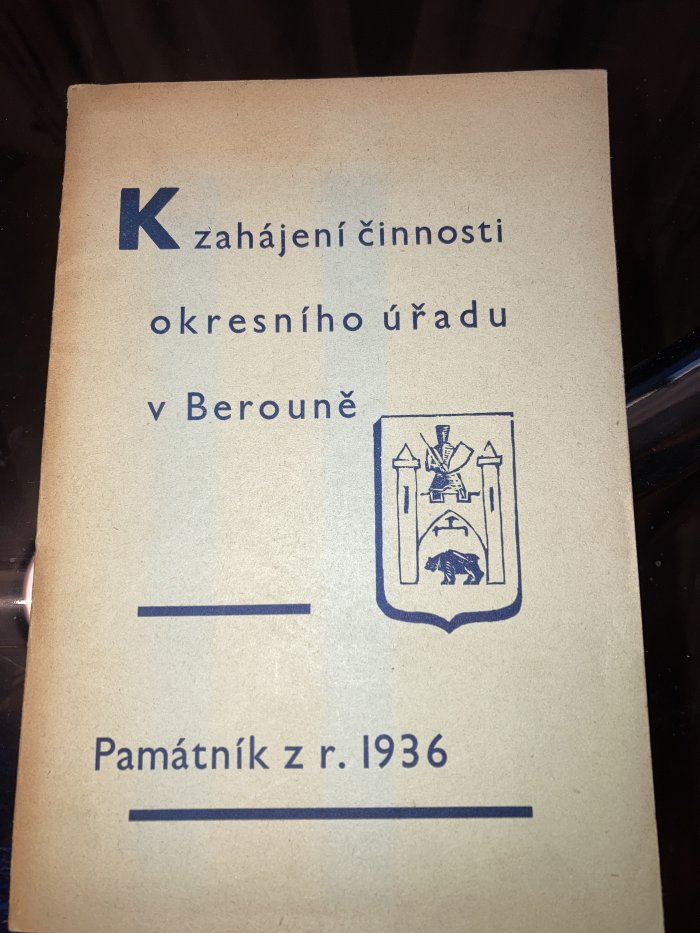 K zahájení činnosti
okresního úřadu
v Berouně
Památník z r. 1936